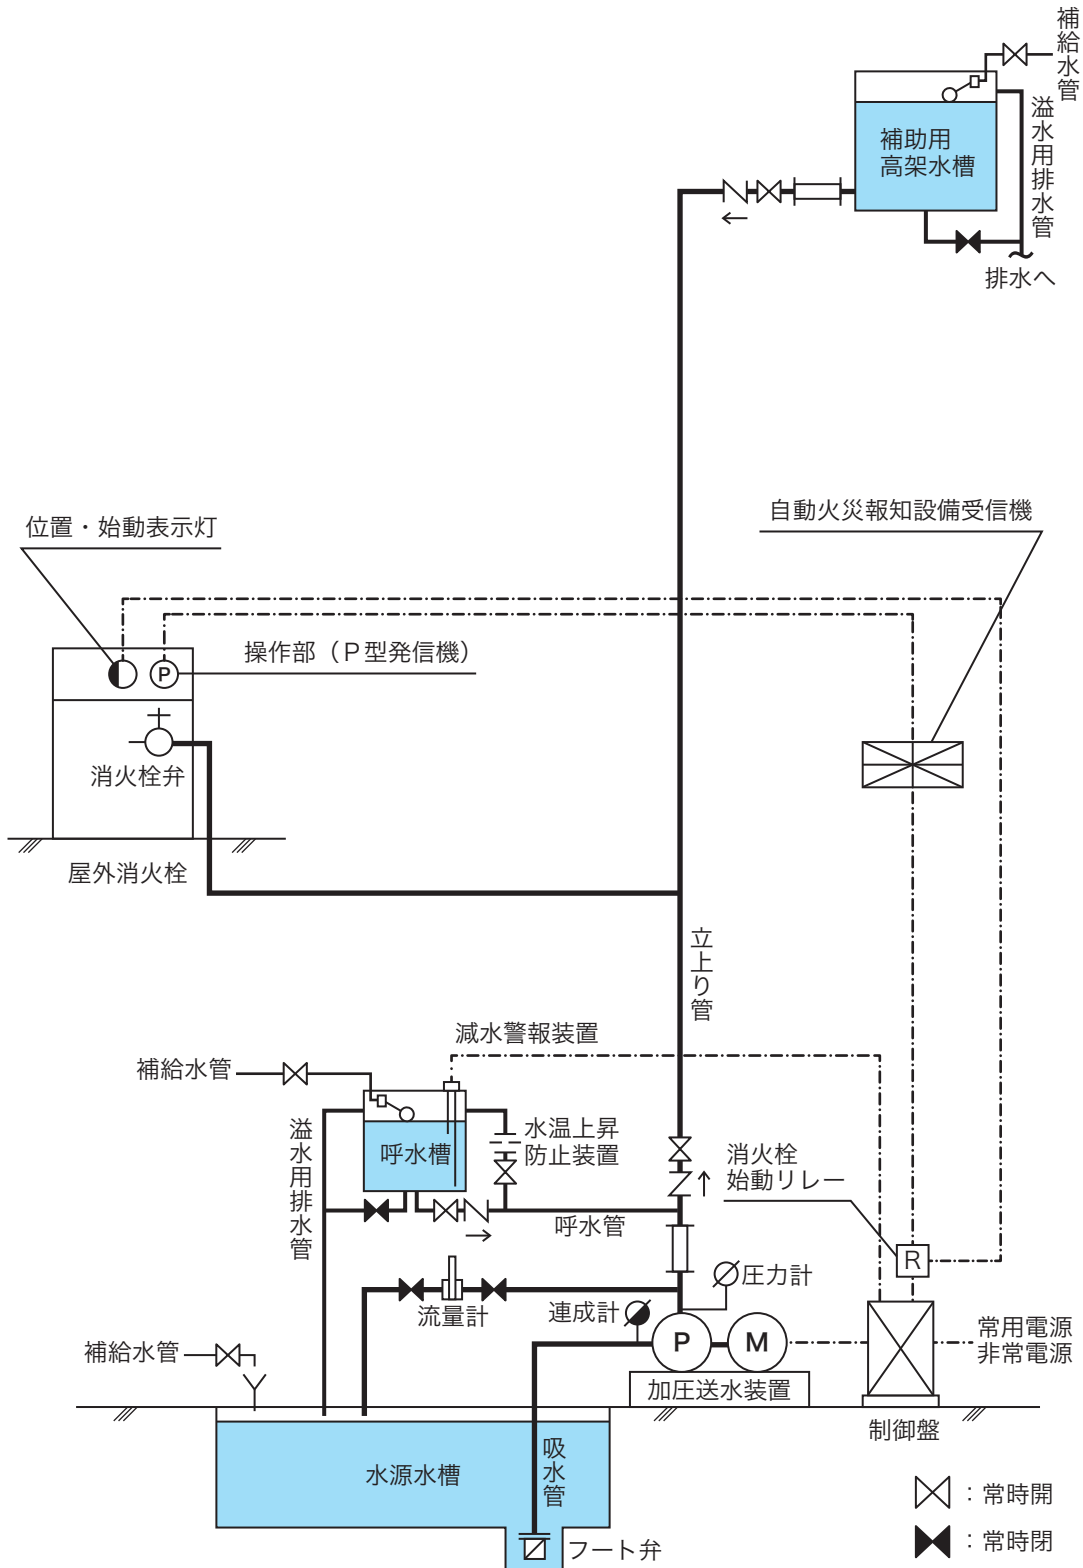 補給水管
溢水用排水管
補助用
高架水槽
排水へ
位置・始動表示灯
自動火災報知設備受信機
操作部（Ｐ型発信機）
P
消火栓弁
屋外消火栓
立上り管
減水警報装置
補給水管
溢水用排水管
呼水槽
水温上昇
防止装置
消火栓
始動リレー
呼水管
R
圧力計
連成計
流量計
P
M
常用電源
非常電源
補給水管
加圧送水装置
制御盤
吸水管
水源水槽
：常時開
：常時閉
フート弁